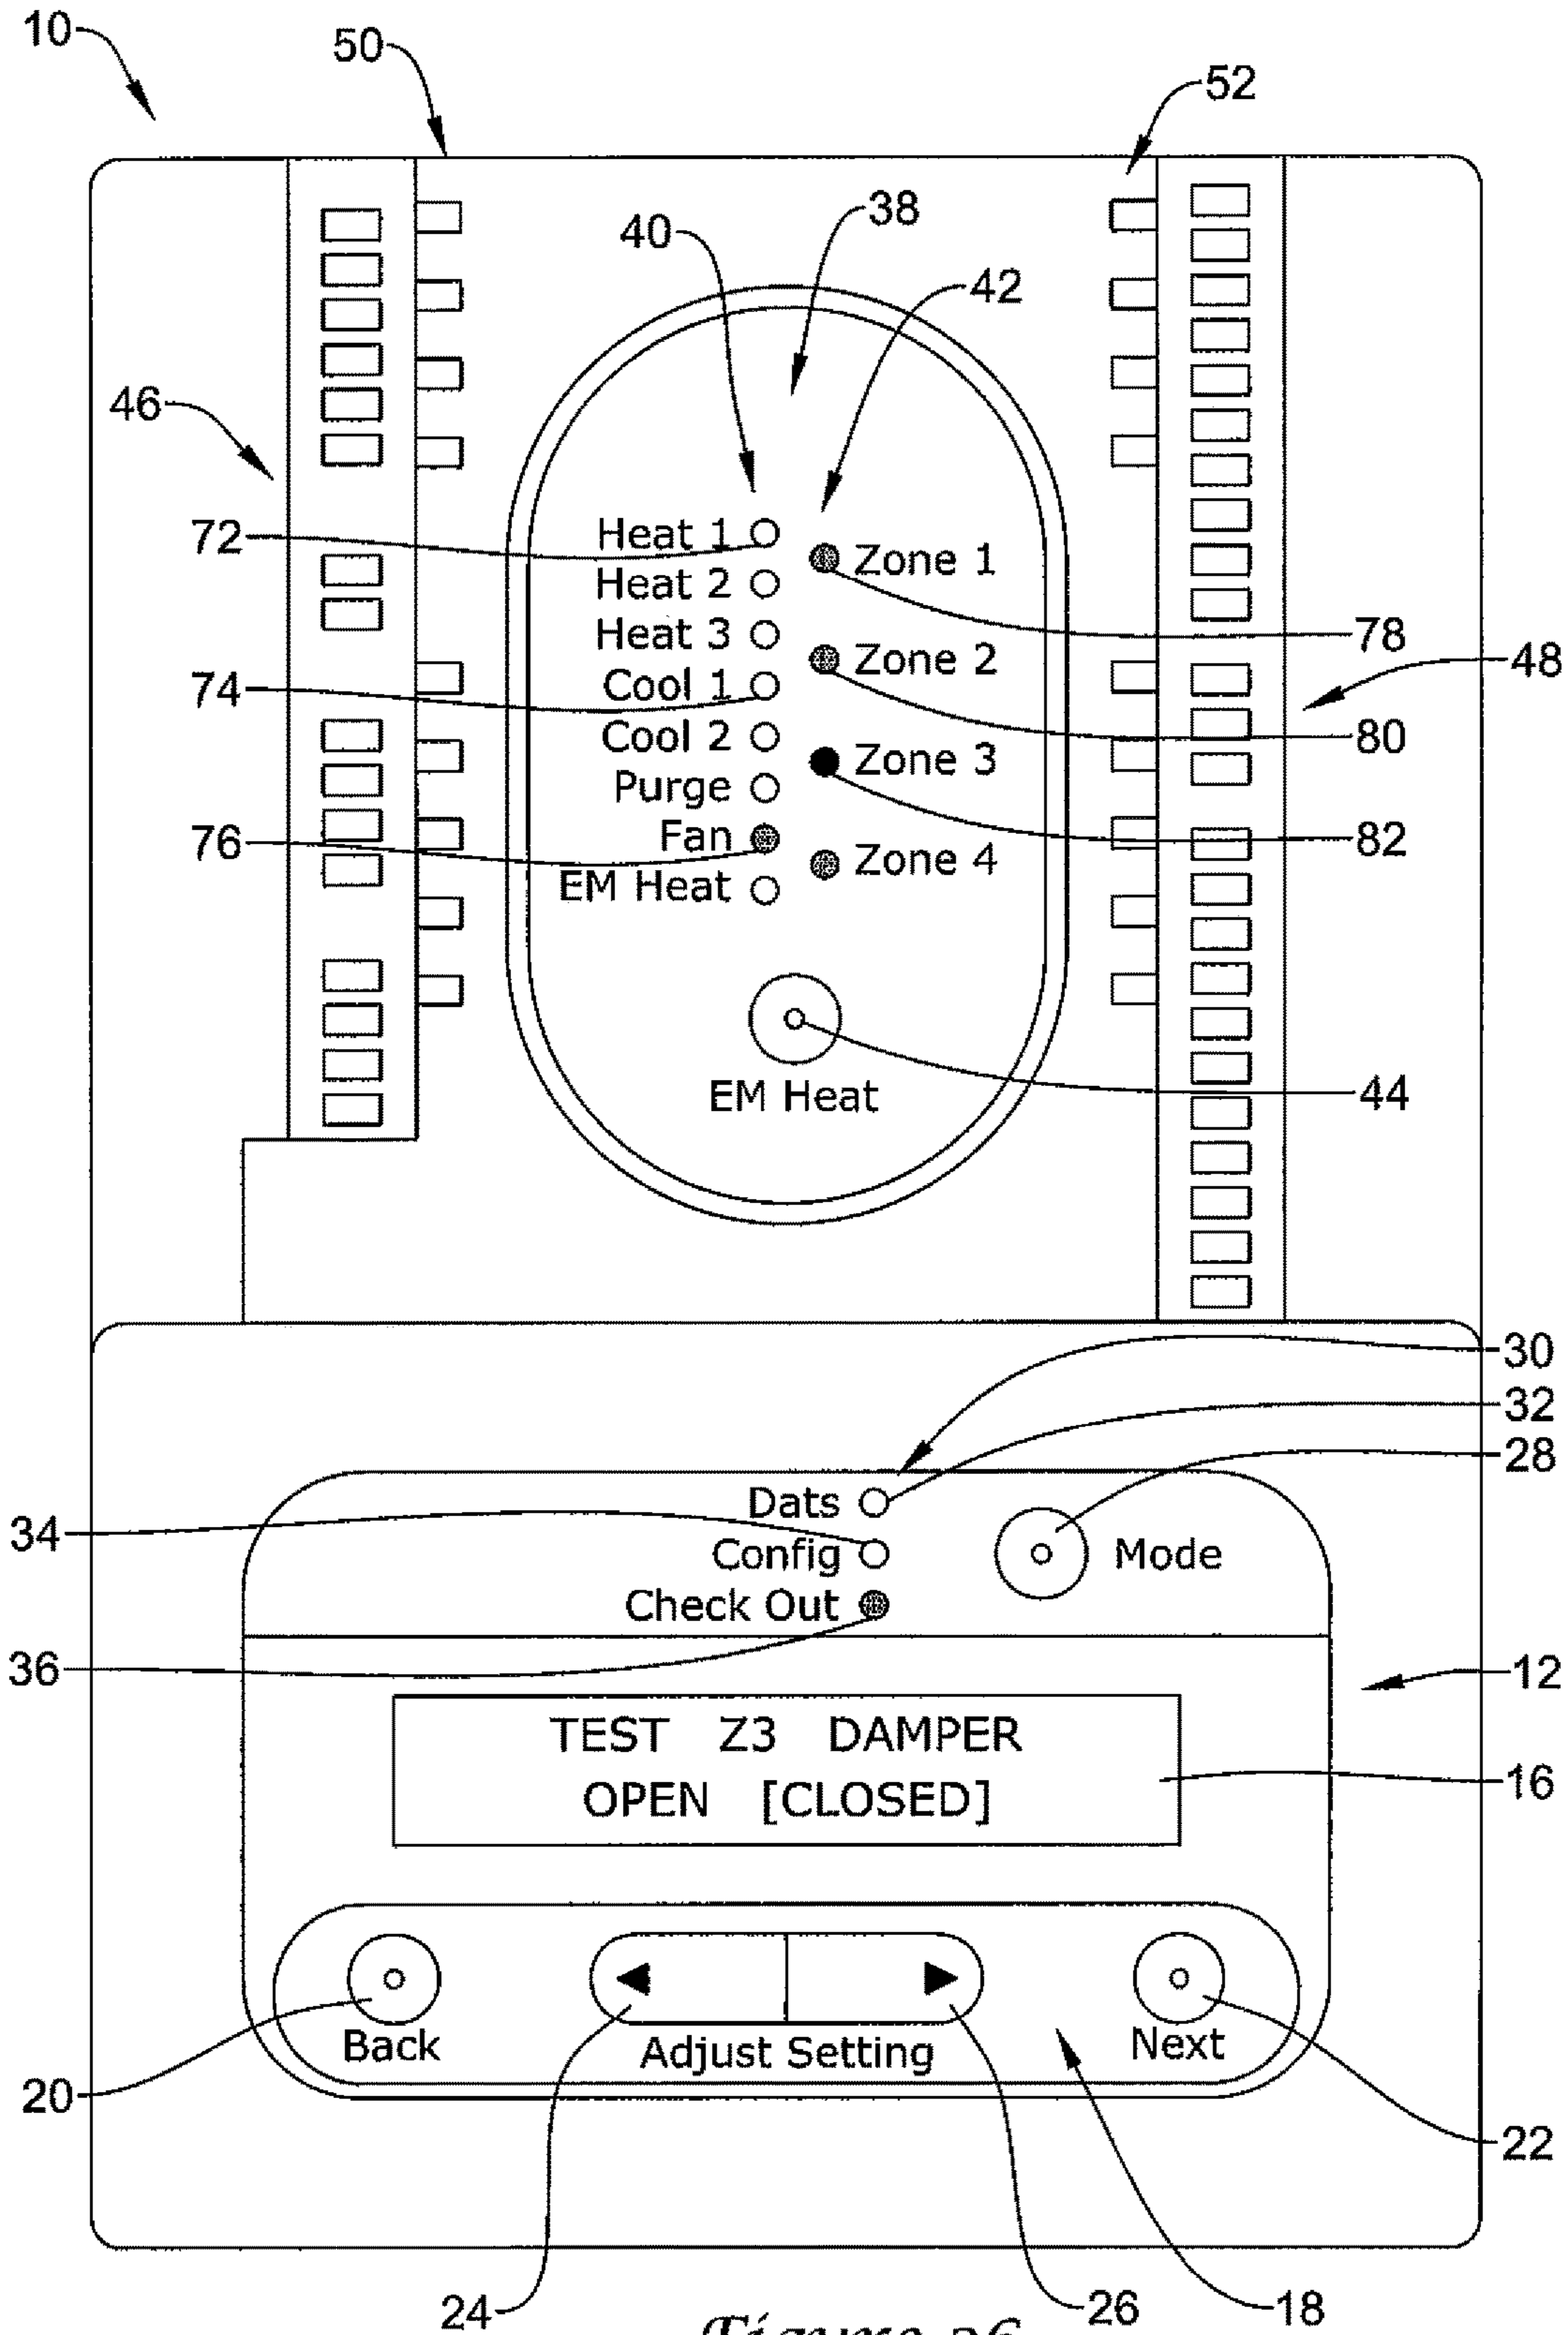 10
50
52
40
38
42
46
72
Heat 1
Zone 1
Heat 2
78
Heat 3
Zone 2
48
74
Cool 1
80
Cool 2
Zone 3
Purge
82
76
Fan
Zone 4
EM Heat
EM Heat
44
30
32
28
Dats
34
Config
Mode
Check Out
36
12
TEST Z3 DAMPER
OPEN [CLOSED]
16
Back
Adjust Setting
Next
20
22
24
26
18
Figure 26